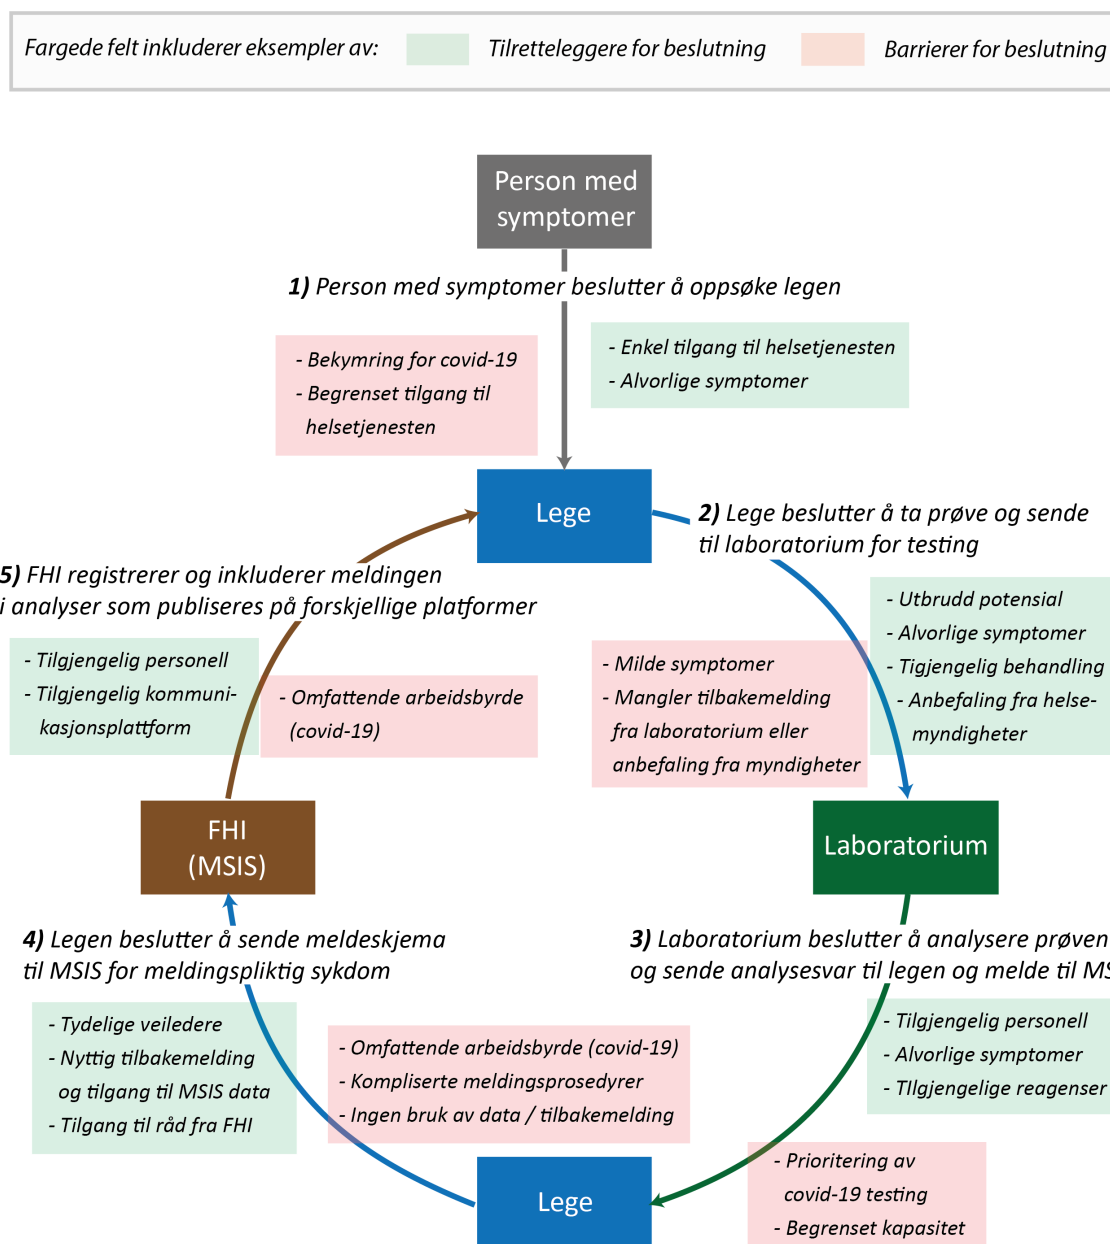 Fargede felt inkluderer eksempler av: Tilretteleggere for beslutning Barrierer for beslutning
Person med
symptomer
1) Person med symptomer beslutter å oppsøke legen
- Bekymring for covid-19
- Begrenset tilgang til
helsetjenesten
- Enkel tilgang til helsetjenesten
- Alvorlige symptomer
Lege
2) Lege beslutter å ta prøve og sende
til laboratorium for testing
- Milde symptomer
- Mangler tilbakemelding
fra laboratorium eller
anbefaling fra myndigheter
- Utbrudd potensial
- Alvorlige symptomer
- Tigjengelig behandling
- Anbefaling fra helse-
myndigheter
Laboratorium
3) Laboratorium beslutter å analysere prøven
og sende analysesvar til legen og melde til MS
- Tilgjengelig personell
- Alvorlige symptomer
- TIlgjengelige reagenser
- Prioritering av
covid-19 testing
- Begrenset kapasitet
Lege
4) Legen beslutter å sende meldeskjema
til MSIS for meldingspliktig sykdom
- Tydelige veiledere
- Nyttig tilbakemelding
og tilgang til MSIS data
- Tilgang til råd fra FHI
- Omfattende arbeidsbyrde (covid-19)
- Kompliserte meldingsprosedyrer
- Ingen bruk av data / tilbakemelding
FHI
(MSIS)
5) FHI registrerer og inkluderer meldingen
i analyser som publiseres på forskjellige platformer
- Tilgjengelig personell
- Tilgjengelig kommuni-
kasjonsplattform
- Omfattende arbeidsbyrde
(covid-19)